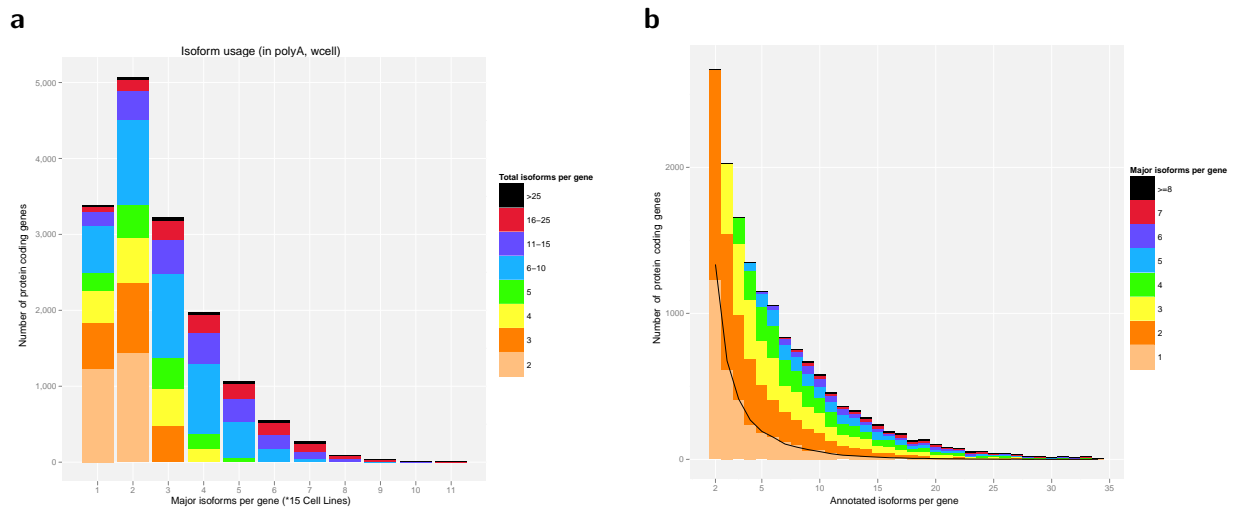 a
Isoform usage (in polyA, wcell)
Number of protein coding genes
5,000
4,000
3,000
2,000
1,000
0
1 2 3 4 5 6 7 8 9 10 11
Major isoforms per gene (*15 Cell Lines)
Total isoforms per gene
>25
16−25
11−15
6−10
5
4
3
2
b
Number of protein coding genes
2000
1000
0
2 5 10 15 20 25 30 35
Annotated isoforms per gene
Major isoforms per gene
>=8
7
6
5
4
3
2
1